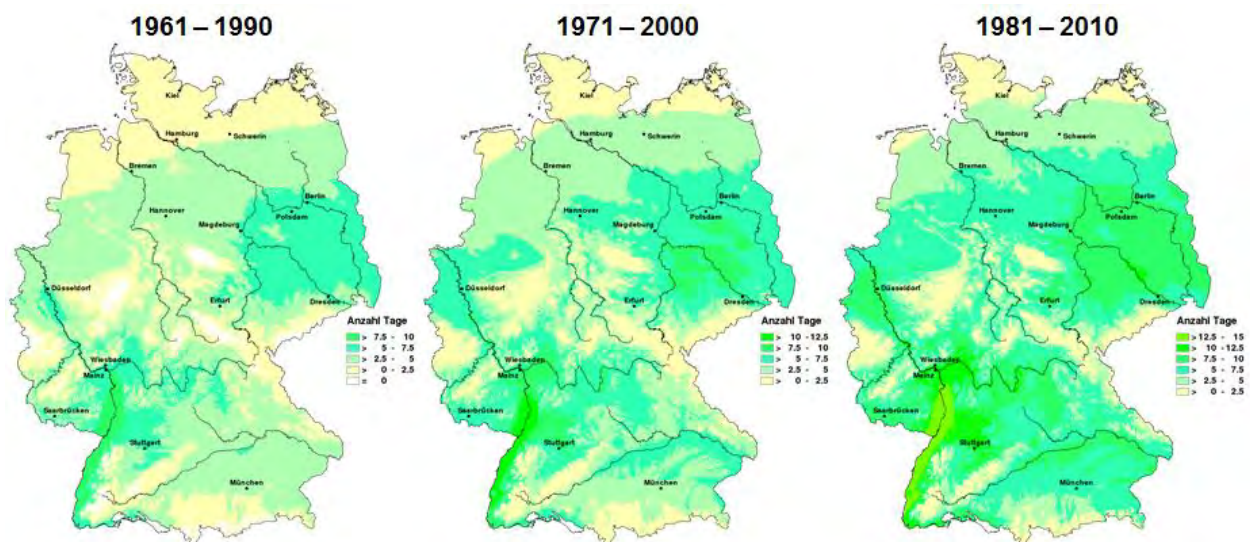 1961 – 1990
Kiel
Hamburg
Schwerin
Bremen
Berlin
Hannover
Potsdam
Magdeburg
Düsseldorf
Erfurt
Dresden
Wiesbaden
Mainz
Saarbrücken
Stuttgart
München
Anzahl Tage
> 7.5 - 10
> 5 - 7.5
> 2.5 - 5
> 0 - 2.5
= 0
1971 – 2000
Kiel
Hamburg
Schwerin
Bremen
Berlin
Hannover
Potsdam
Magdeburg
Düsseldorf
Erfurt
Dresden
Wiesbaden
Mainz
Saarbrücken
Stuttgart
München
Anzahl Tage
> 10 - 12.5
> 7.5 - 10
> 5 - 7.5
> 2.5 - 5
> 0 - 2.5
1981 – 2010
Kiel
Hamburg
Schwerin
Bremen
Berlin
Hannover
Potsdam
Magdeburg
Düsseldorf
Erfurt
Dresden
Wiesbaden
Mainz
Saarbrücken
Stuttgart
München
Anzahl Tage
> 12.5 - 15
> 10 - 12.5
> 7.5 - 10
> 5 - 7.5
> 2.5 - 5
> 0 - 2.5